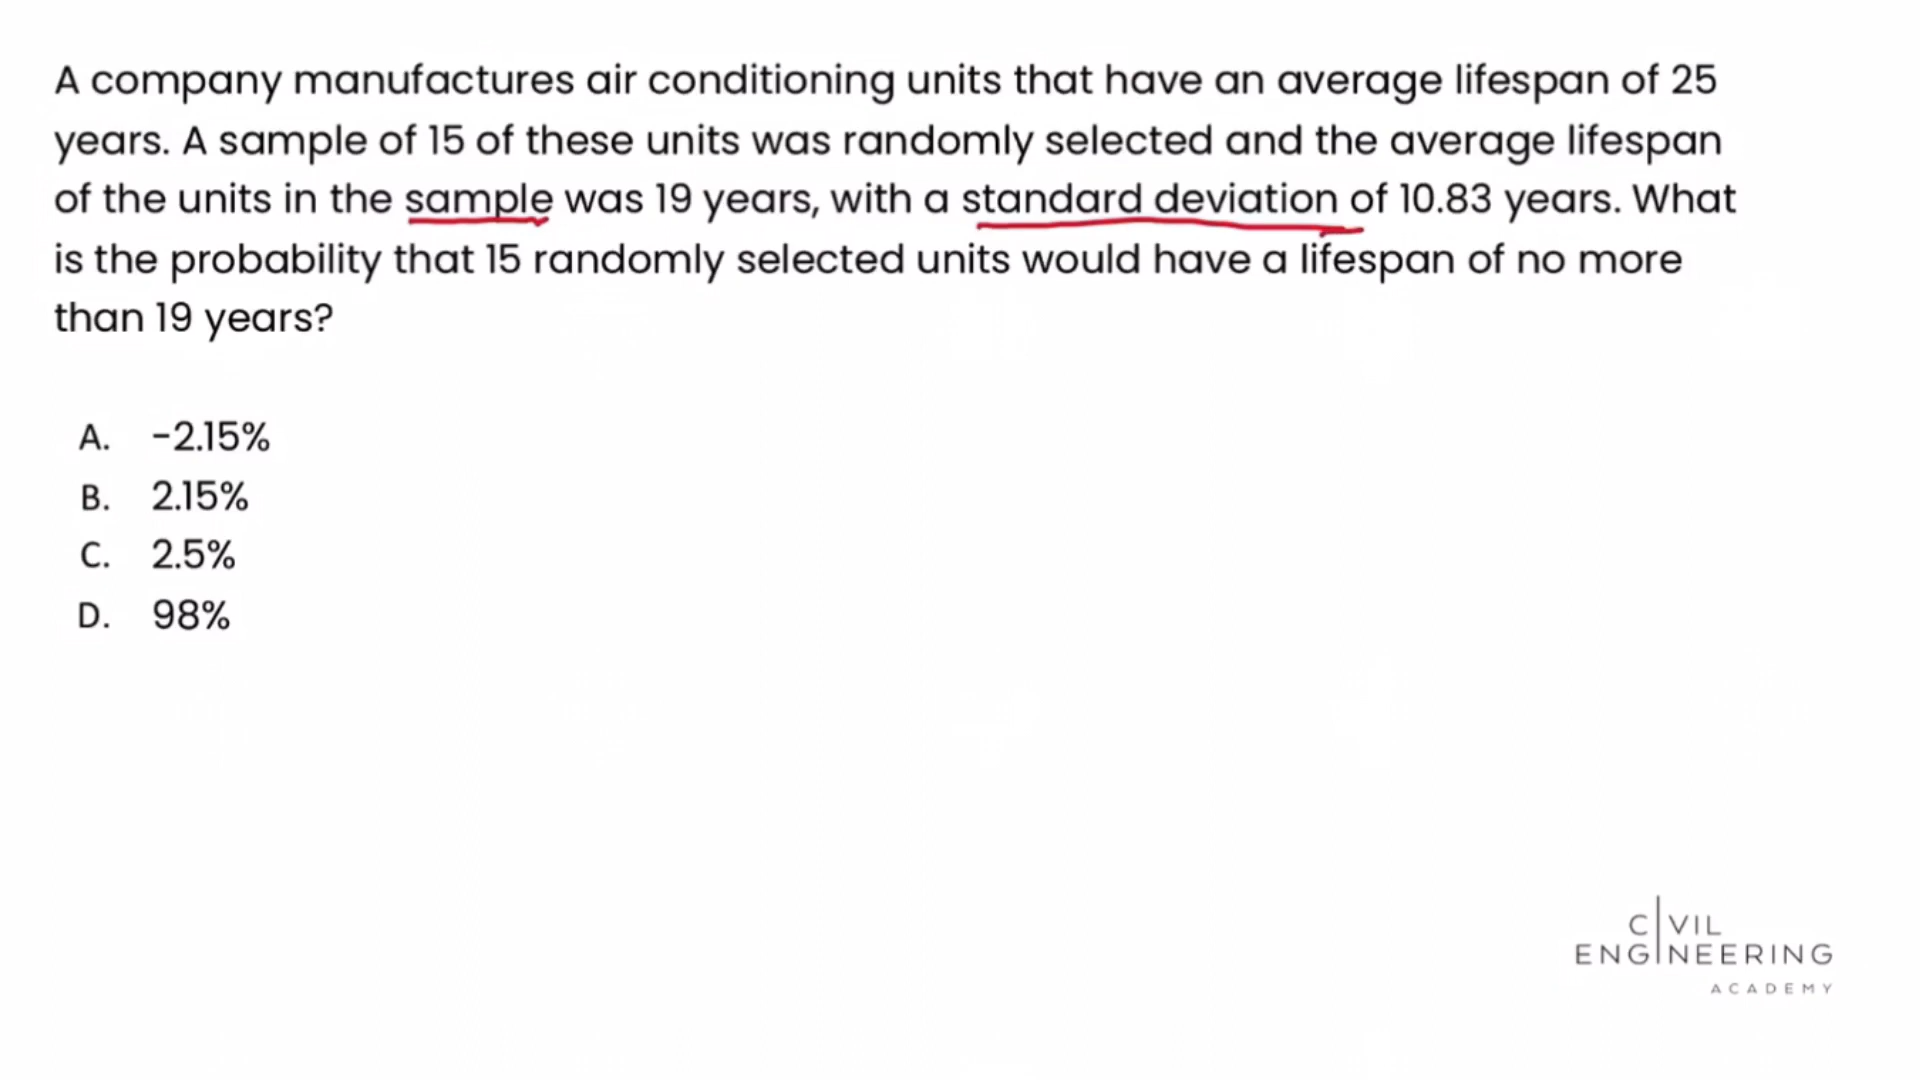 A company manufactures air conditioning units that have an average lifespan of 25
years. A sample of 15 of these units was randomly selected and the average lifespan
of the units in the sample was 19 years, with a standard deviation of 10.83 years. What
is the probability that 15 randomly selected units would have a lifespan of no more
than 19 years?
A. -2.15%
B. 2.15%
C. 2.5%
D. 98%
CIVIL
ENGINEERING
ACADEMY